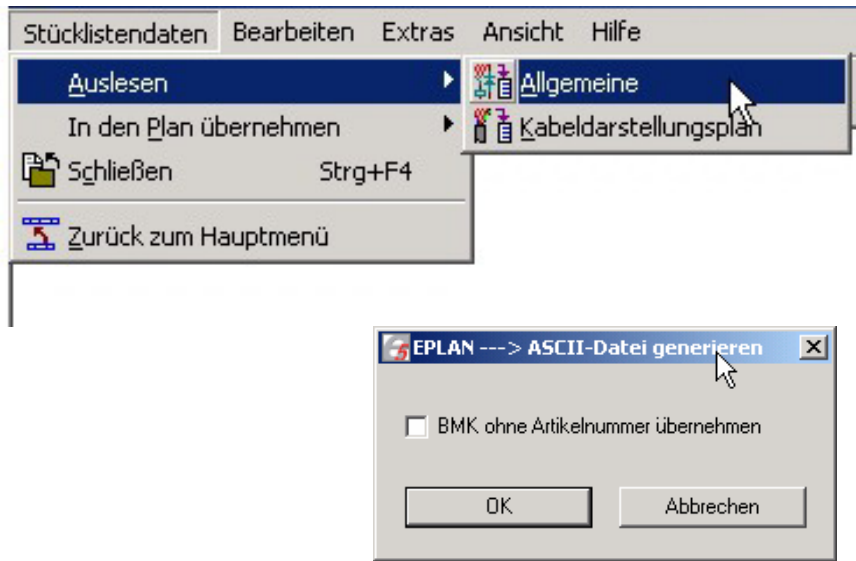 Stücklistendaten Bearbeiten Extras Ansicht Hilfe
Auslesen
Allgemeine
In den Plan übernehmen
Kabeldarstellungsplan
Schließen Strg+F4
Zurück zum Hauptmenü
EPLAN ---> ASCII-Datei generieren
BMK ohne Artikelnummer übernehmen
OK Abbrechen